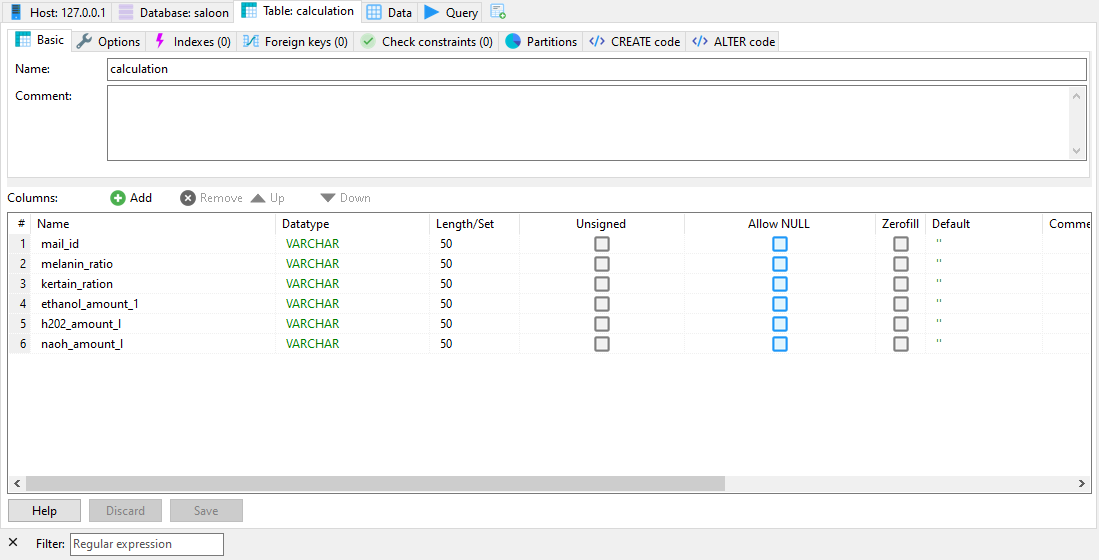 Host: 127.0.0.1 Database: saloon Table: calculation Data Query
Basic Options Indexes (0) Foreign keys (0) Check constraints (0) Partitions </> CREATE code </> ALTER code
Name: calculation
Comment:
Columns: Add Remove Up Down
# Name Datatype Length/Set Unsigned Allow NULL Zerofill Default Comme
1 mail_id VARCHAR 50 ''
2 melanin_ratio VARCHAR 50 ''
3 kertain_ration VARCHAR 50 ''
4 ethanol_amount_1 VARCHAR 50 ''
5 h202_amount_l VARCHAR 50 ''
6 naoh_amount_l VARCHAR 50 ''
Help Discard Save
Filter: Regular expression